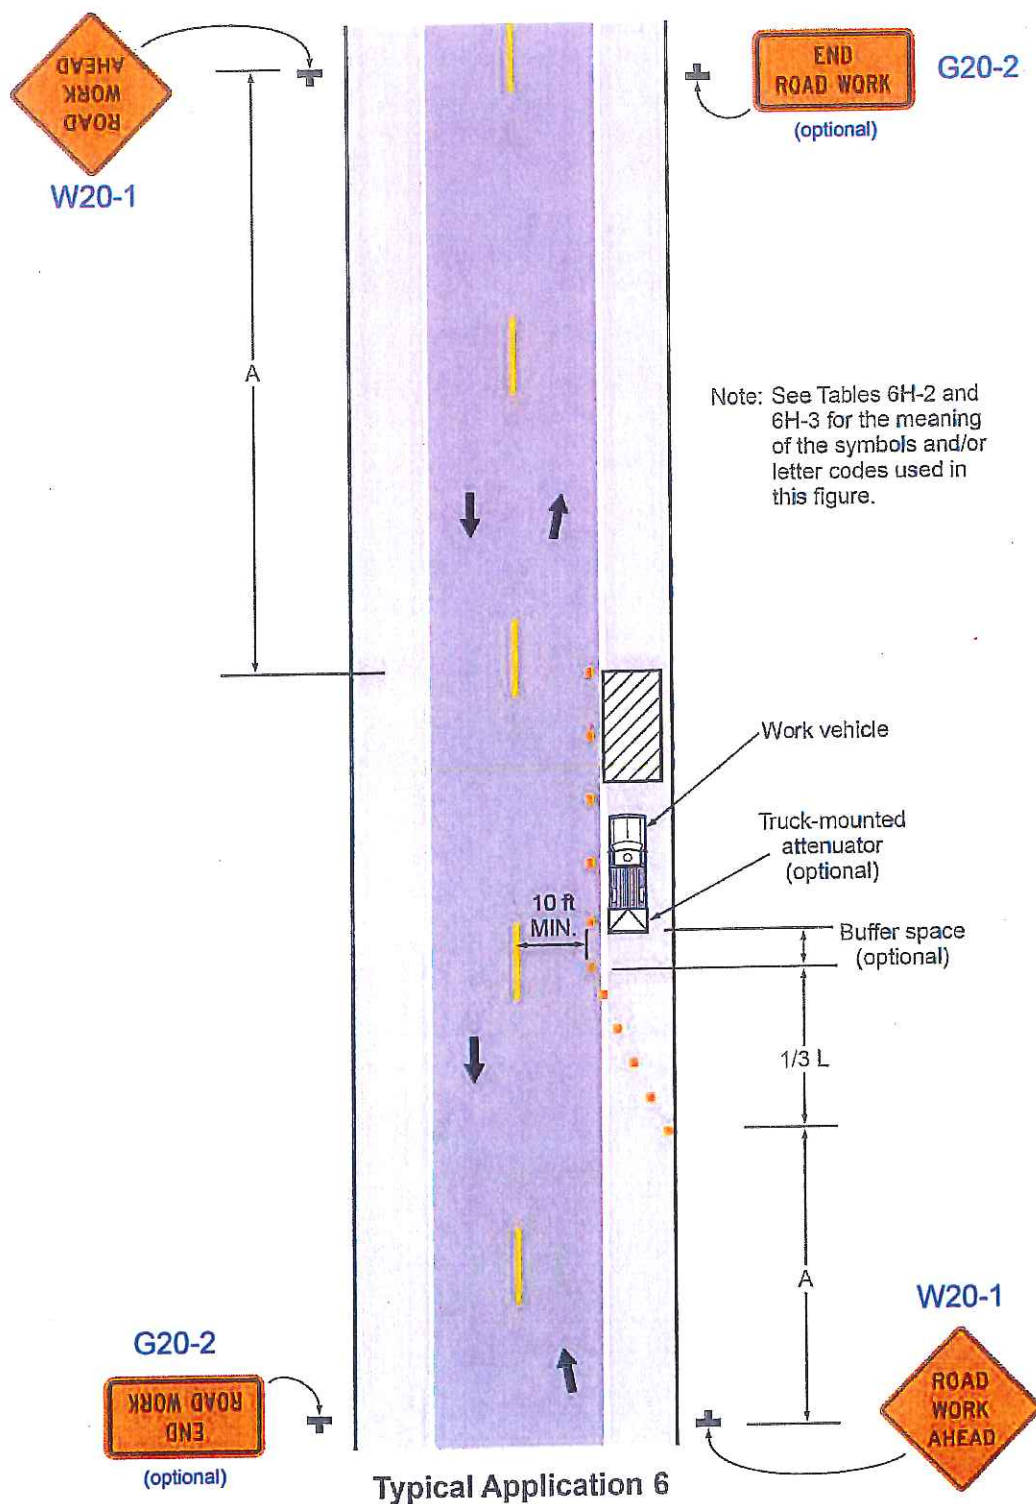 ROAD
WORK
AHEAD
W20-1
END
ROAD WORK
(optional)
G20-2
A
Note: See Tables 6H-2 and
6H-3 for the meaning
of the symbols and/or
letter codes used in
this figure.
Work vehicle
Truck-mounted
attenuator
(optional)
10 ft
MIN.
Buffer space
(optional)
1/3 L
A
W20-1
ROAD
WORK
AHEAD
G20-2
END
ROAD WORK
(optional)
Typical Application 6